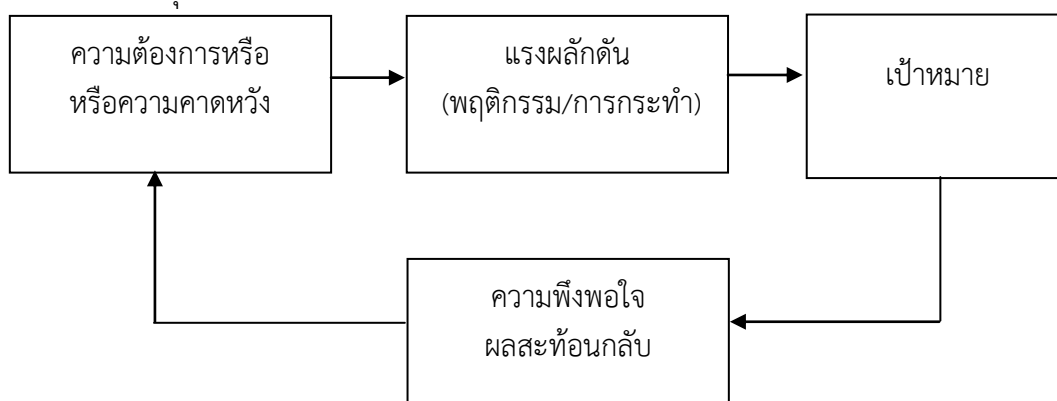 ความต้องการหรือ
หรือความคาดหวัง
แรงผลักดัน
(พฤติกรรม/การกระทำ)
เป้าหมาย
ความพึงพอใจ
ผลสะท้อนกลับ